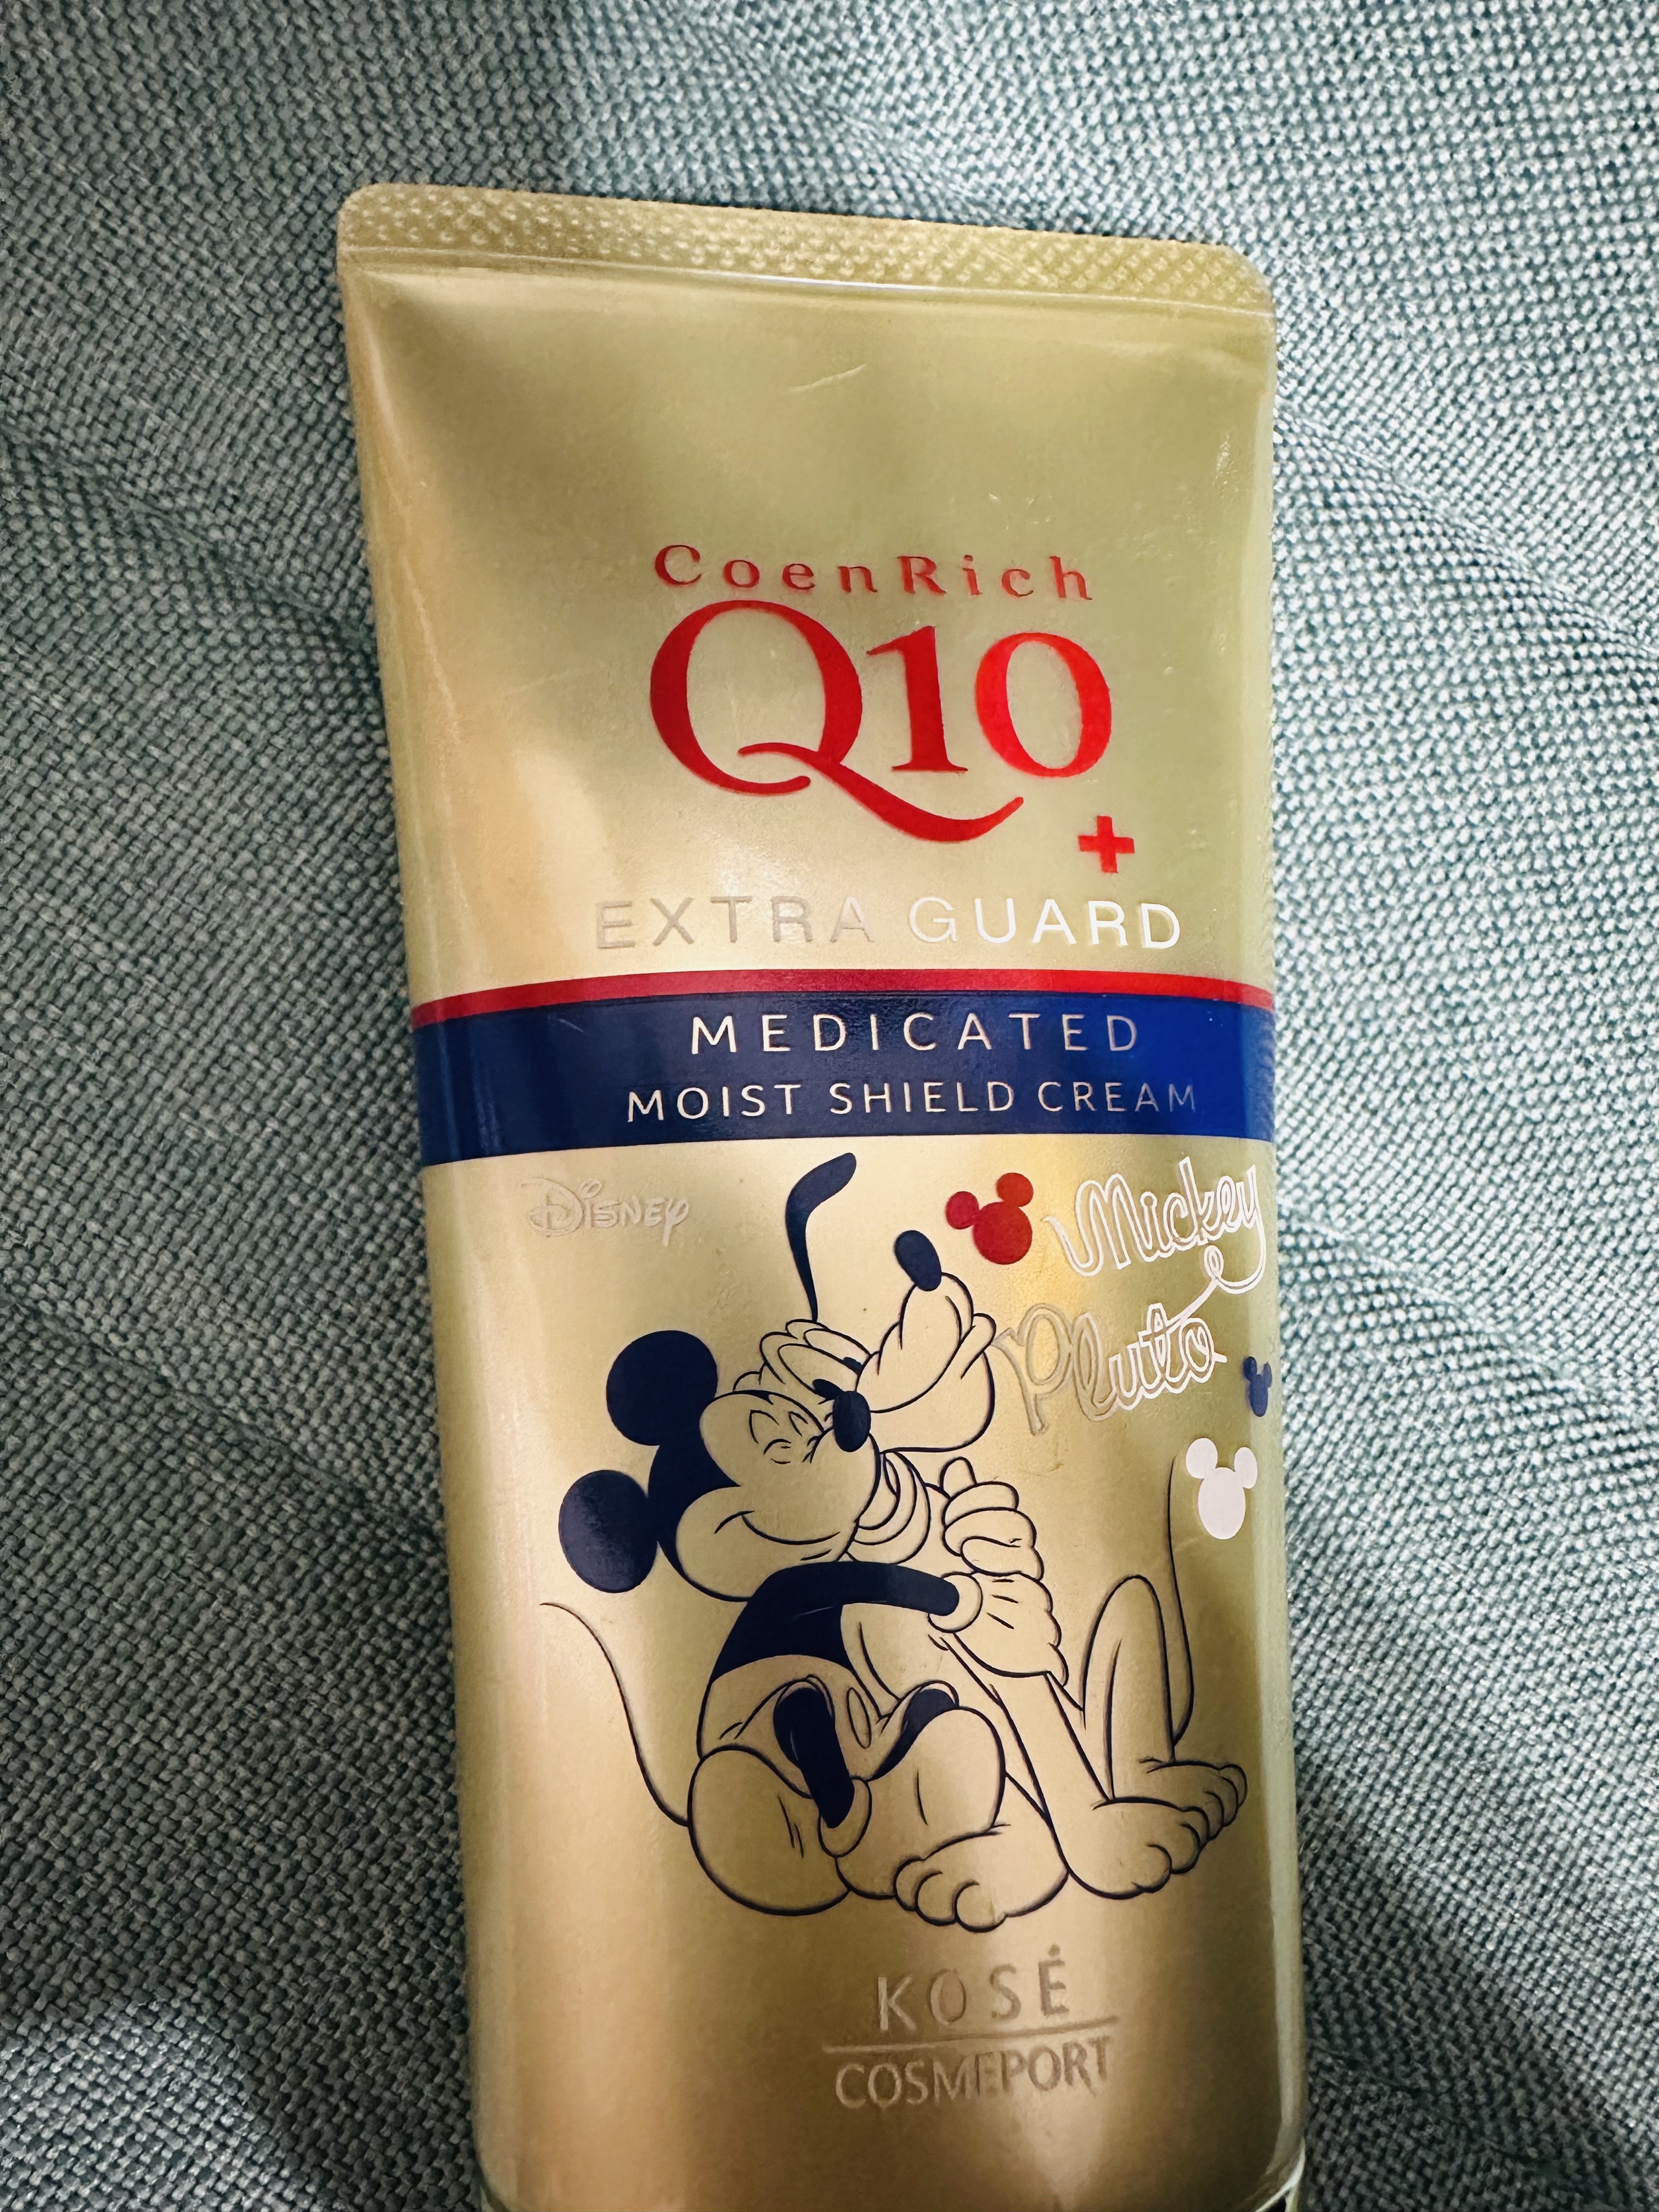 CoenRich
Q10
+
EXTRA GUARD
MEDICATED
MOIST SHIELD CREAM
Disney
Mickey
Pluto
KOSÉ
COSMEPORT